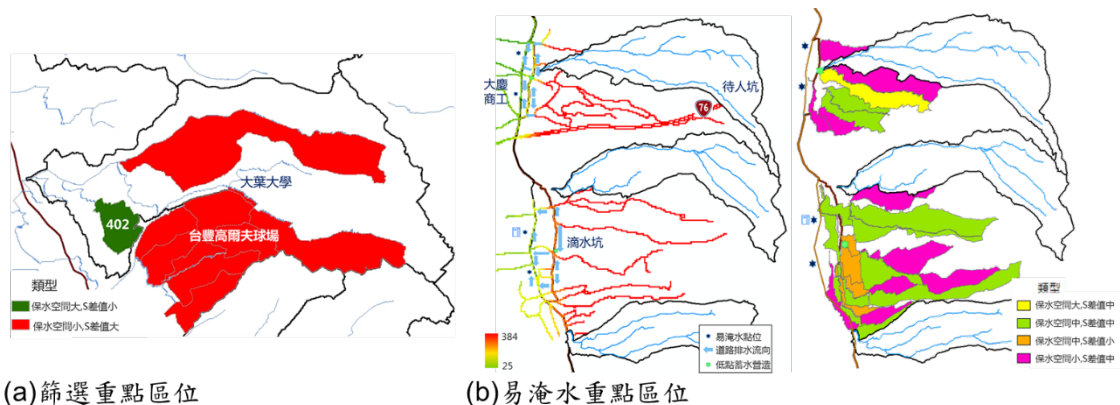 大葉大學
402
台豐高爾夫球場
類型
保水空間大,S差值小
保水空間小,S差值大
(a)篩選重點區位
大慶
商工
待人坑
76
滴水坑
384
25
易淹水點位
道路排水流向
低點蓄水營造
類型
保水空間大,S差值中
保水空間中,S差值中
保水空間中,S差值小
保水空間小,S差值中
(b)易淹水重點區位